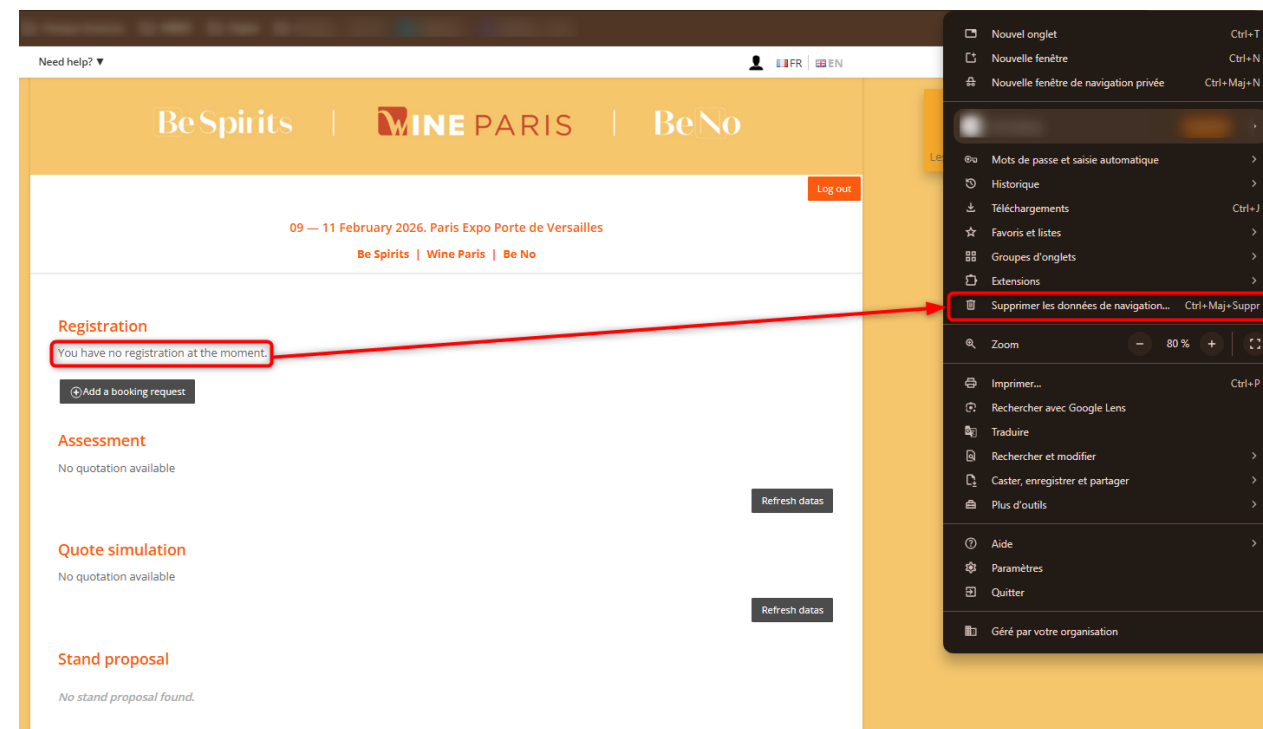 Need help? ▼
FR | EN
Be Spirits | WINE PARIS | Be No
Log out
09 — 11 February 2026. Paris Expo Porte de Versailles
Be Spirits | Wine Paris | Be No
Registration
You have no registration at the moment.
Add a booking request
Assessment
No quotation available
Refresh datas
Quote simulation
No quotation available
Refresh datas
Stand proposal
No stand proposal found.
Le
Nouvel onglet Ctrl+T
Nouvelle fenêtre Ctrl+N
Nouvelle fenêtre de navigation privée Ctrl+Maj+N
Mots de passe et saisie automatique
Historique
Téléchargements Ctrl+J
Favoris et listes
Groupes d'onglets
Extensions
Supprimer les données de navigation... Ctrl+Maj+Suppr
Zoom − 80 % +
Imprimer... Ctrl+P
Rechercher avec Google Lens
Traduire
Rechercher et modifier
Caster, enregistrer et partager
Plus d'outils
Aide
Paramètres
Quitter
Géré par votre organisation